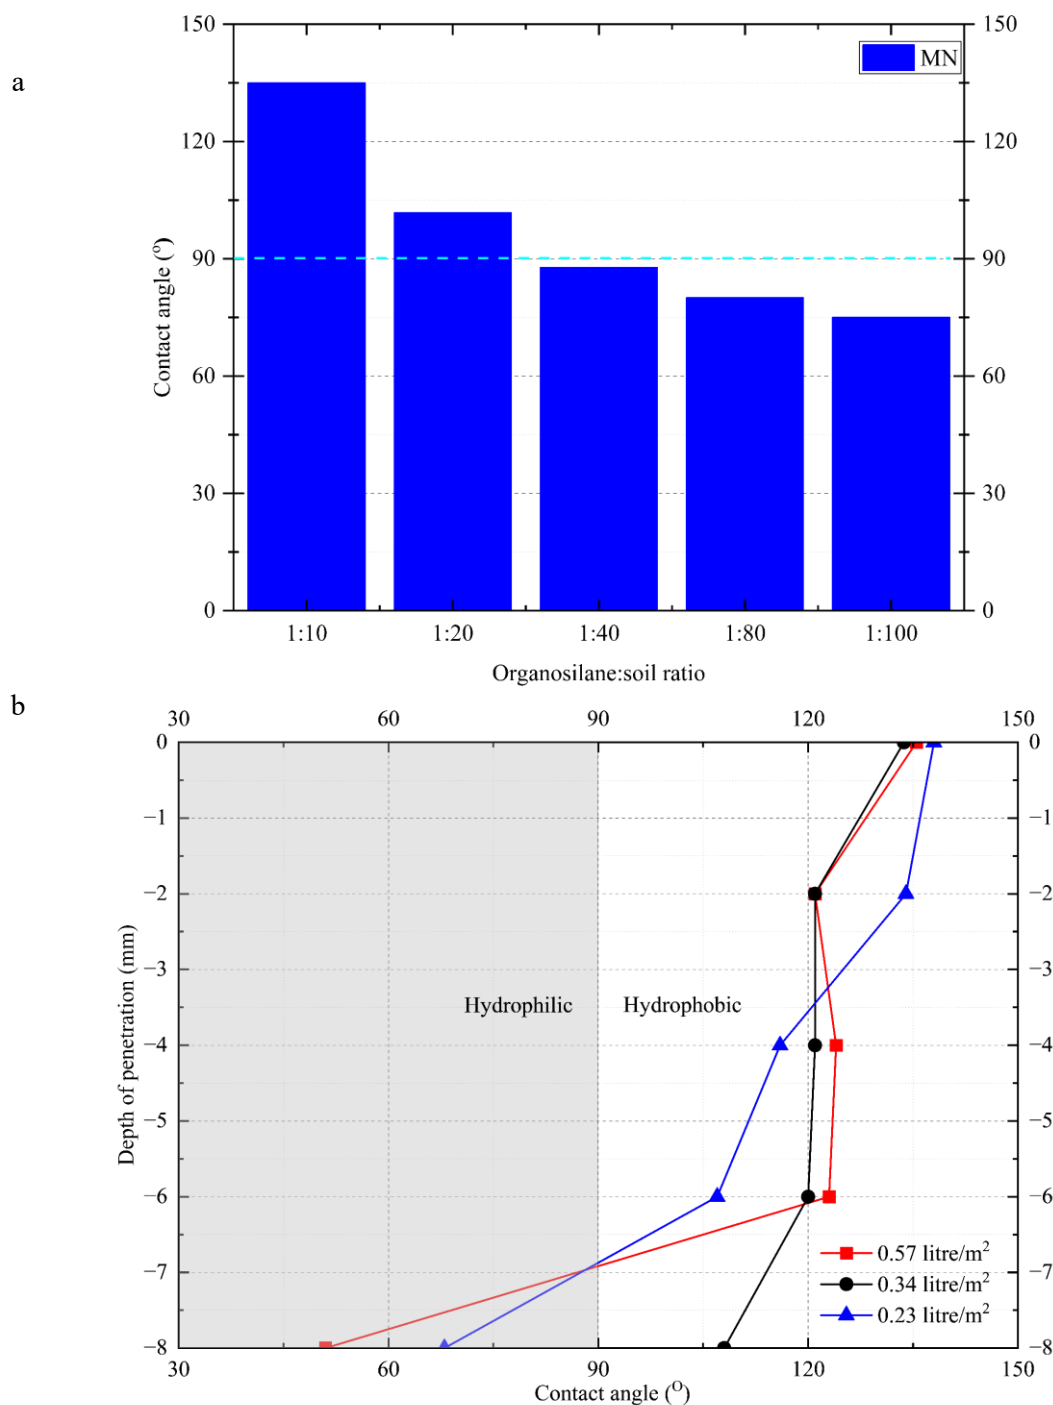 a
150
120
90
60
30
0
150
120
90
60
30
0
MN
Contact angle (º)
1:10 1:20 1:40 1:80 1:100
Organosilane:soil ratio
b
30 60 90 120 150
0
−1
−2
−3
−4
−5
−6
−7
−8
0
−1
−2
−3
−4
−5
−6
−7
−8
Depth of penetration (mm)
Hydrophilic Hydrophobic
0.57 litre/m²
0.34 litre/m²
0.23 litre/m²
30 60 90 120 150
Contact angle (O)